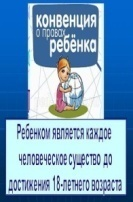 конвенция
о правах
ребёнка
Ребенком является каждое
человеческое существо до
достижения 18-летнего возраста